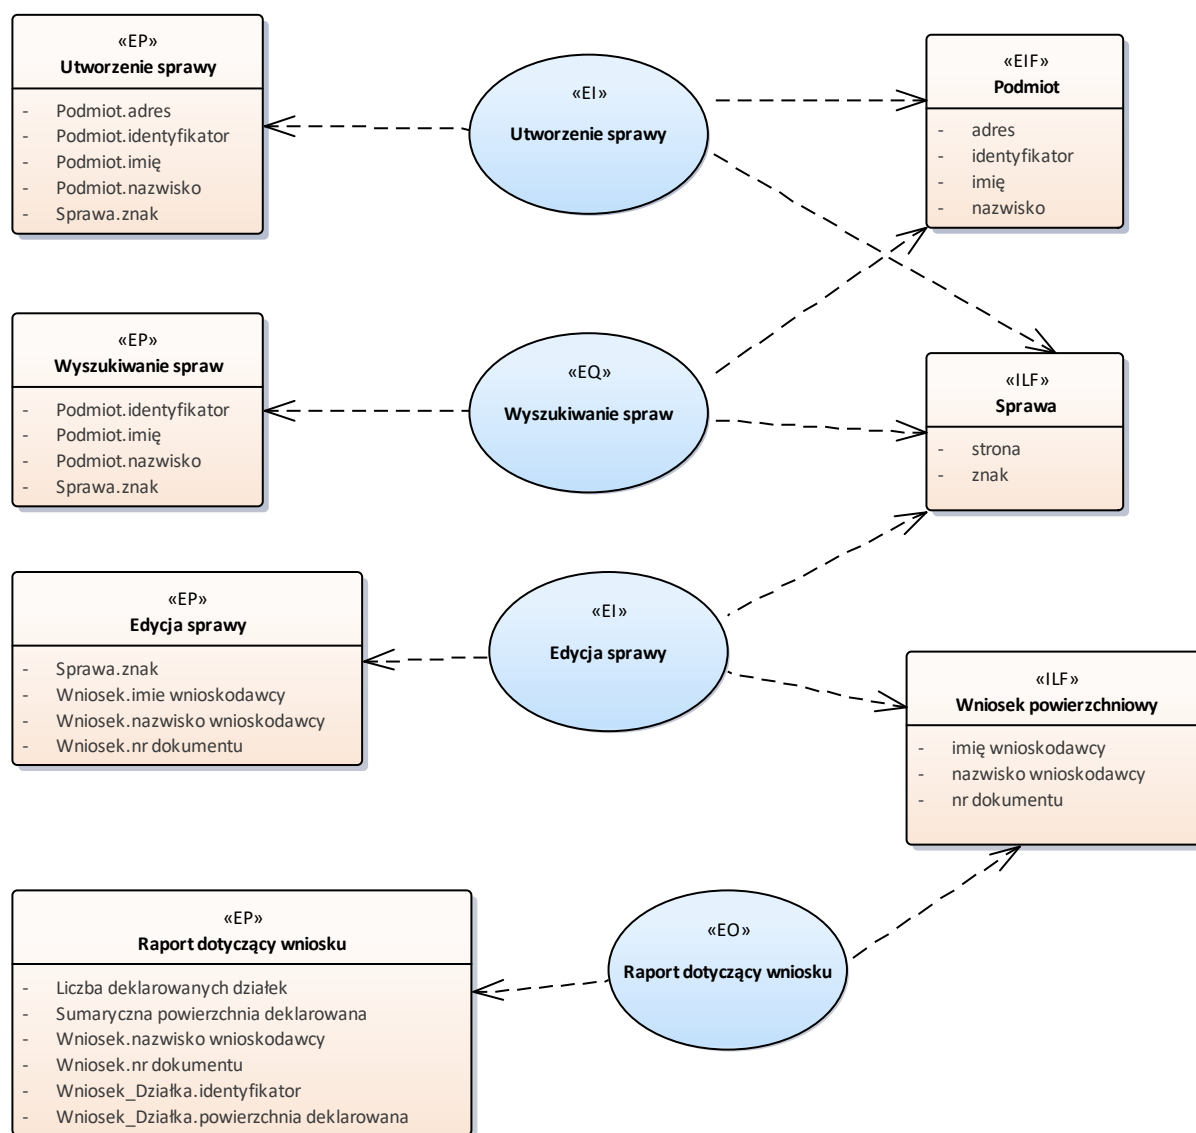 «EP»
Utworzenie sprawy
- Podmiot.adres
- Podmiot.identyfikator
- Podmiot.imię
- Podmiot.nazwisko
- Sprawa.znak
«EI»
Utworzenie sprawy
«EIF»
Podmiot
- adres
- identyfikator
- imię
- nazwisko
«EP»
Wyszukiwanie spraw
- Podmiot.identyfikator
- Podmiot.imię
- Podmiot.nazwisko
- Sprawa.znak
«EQ»
Wyszukiwanie spraw
«ILF»
Sprawa
- strona
- znak
«EP»
Edycja sprawy
- Sprawa.znak
- Wniosek.imie wnioskodawcy
- Wniosek.nazwisko wnioskodawcy
- Wniosek.nr dokumentu
«EI»
Edycja sprawy
«ILF»
Wniosek powierzchniowy
- imię wnioskodawcy
- nazwisko wnioskodawcy
- nr dokumentu
«EP»
Raport dotyczący wniosku
- Liczba deklarowanych działek
- Sumaryczna powierzchnia deklarowana
- Wniosek.nazwisko wnioskodawcy
- Wniosek.nr dokumentu
- Wniosek_Działka.identyfikator
- Wniosek_Działka.powierzchnia deklarowana
«EO»
Raport dotyczący wniosku